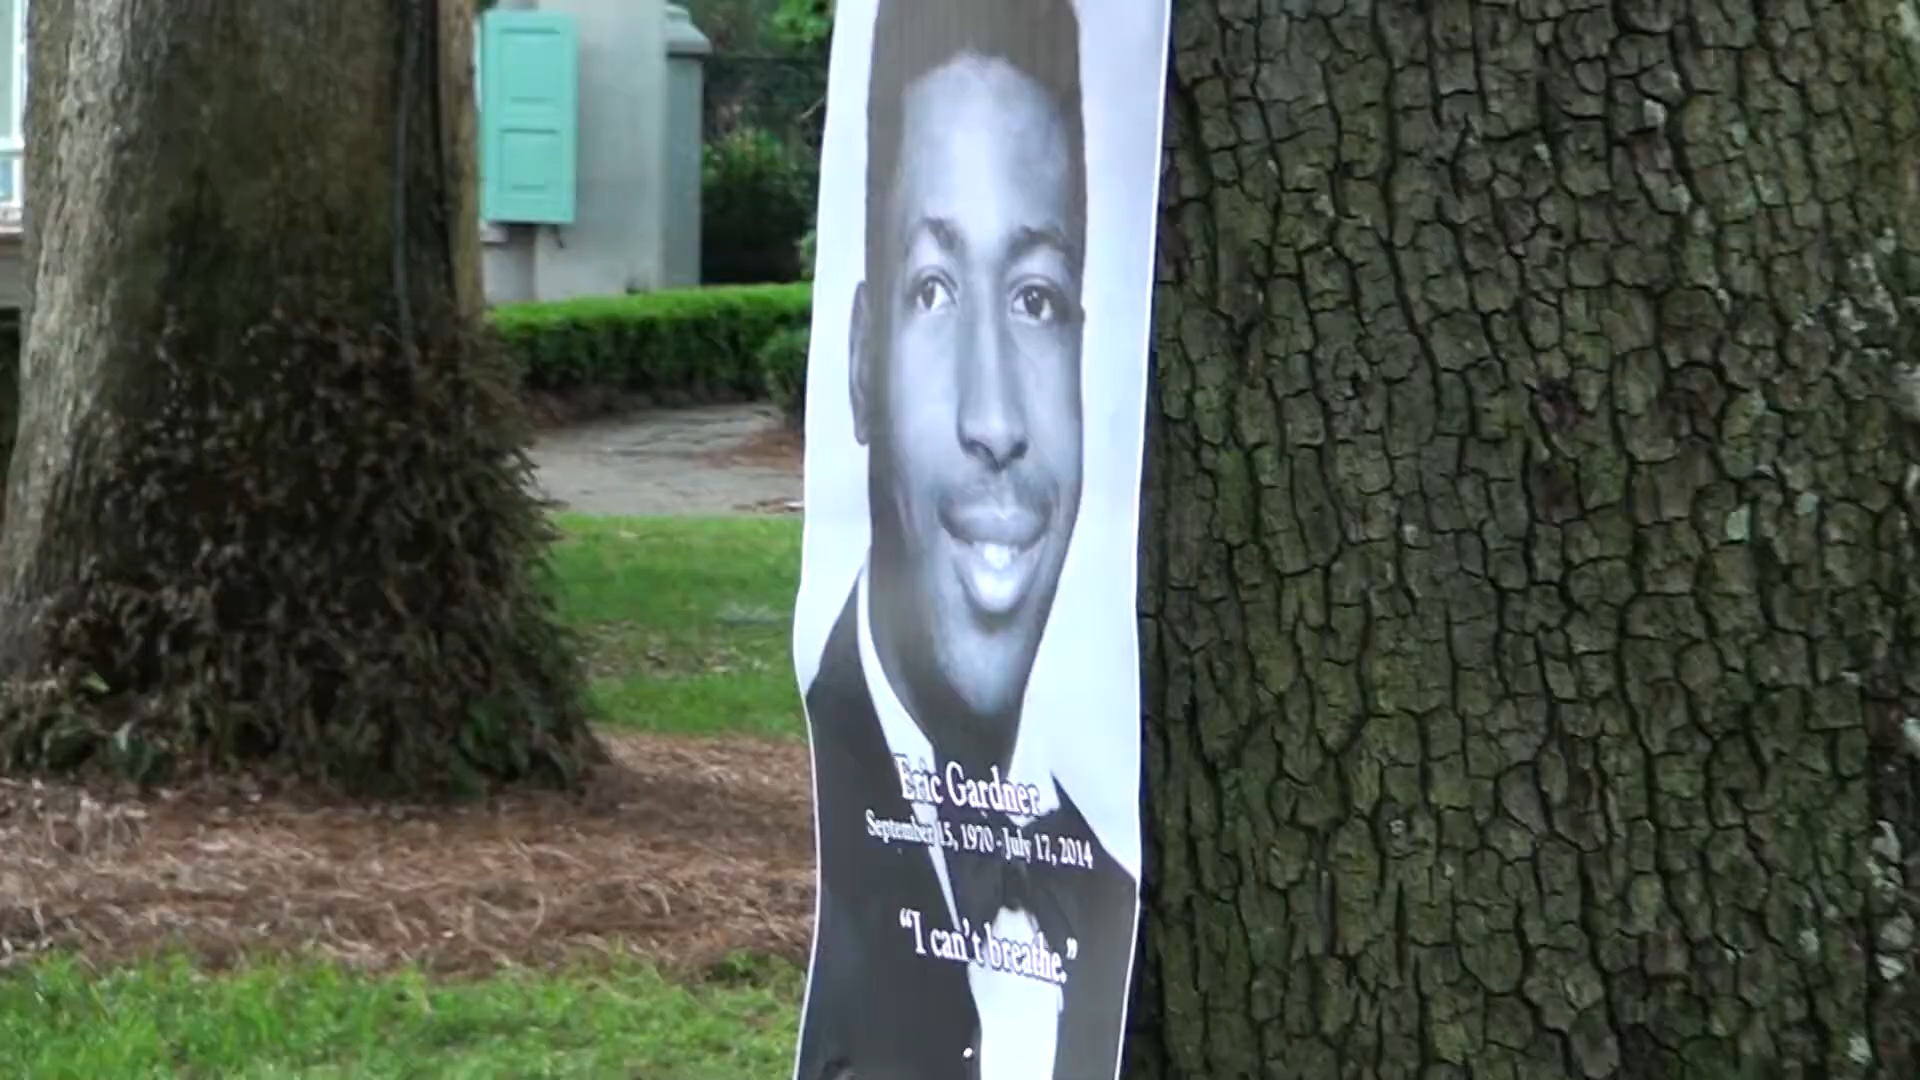 Eric Gardner
September 15, 1970 - July 17, 2014
“I can't breathe.”